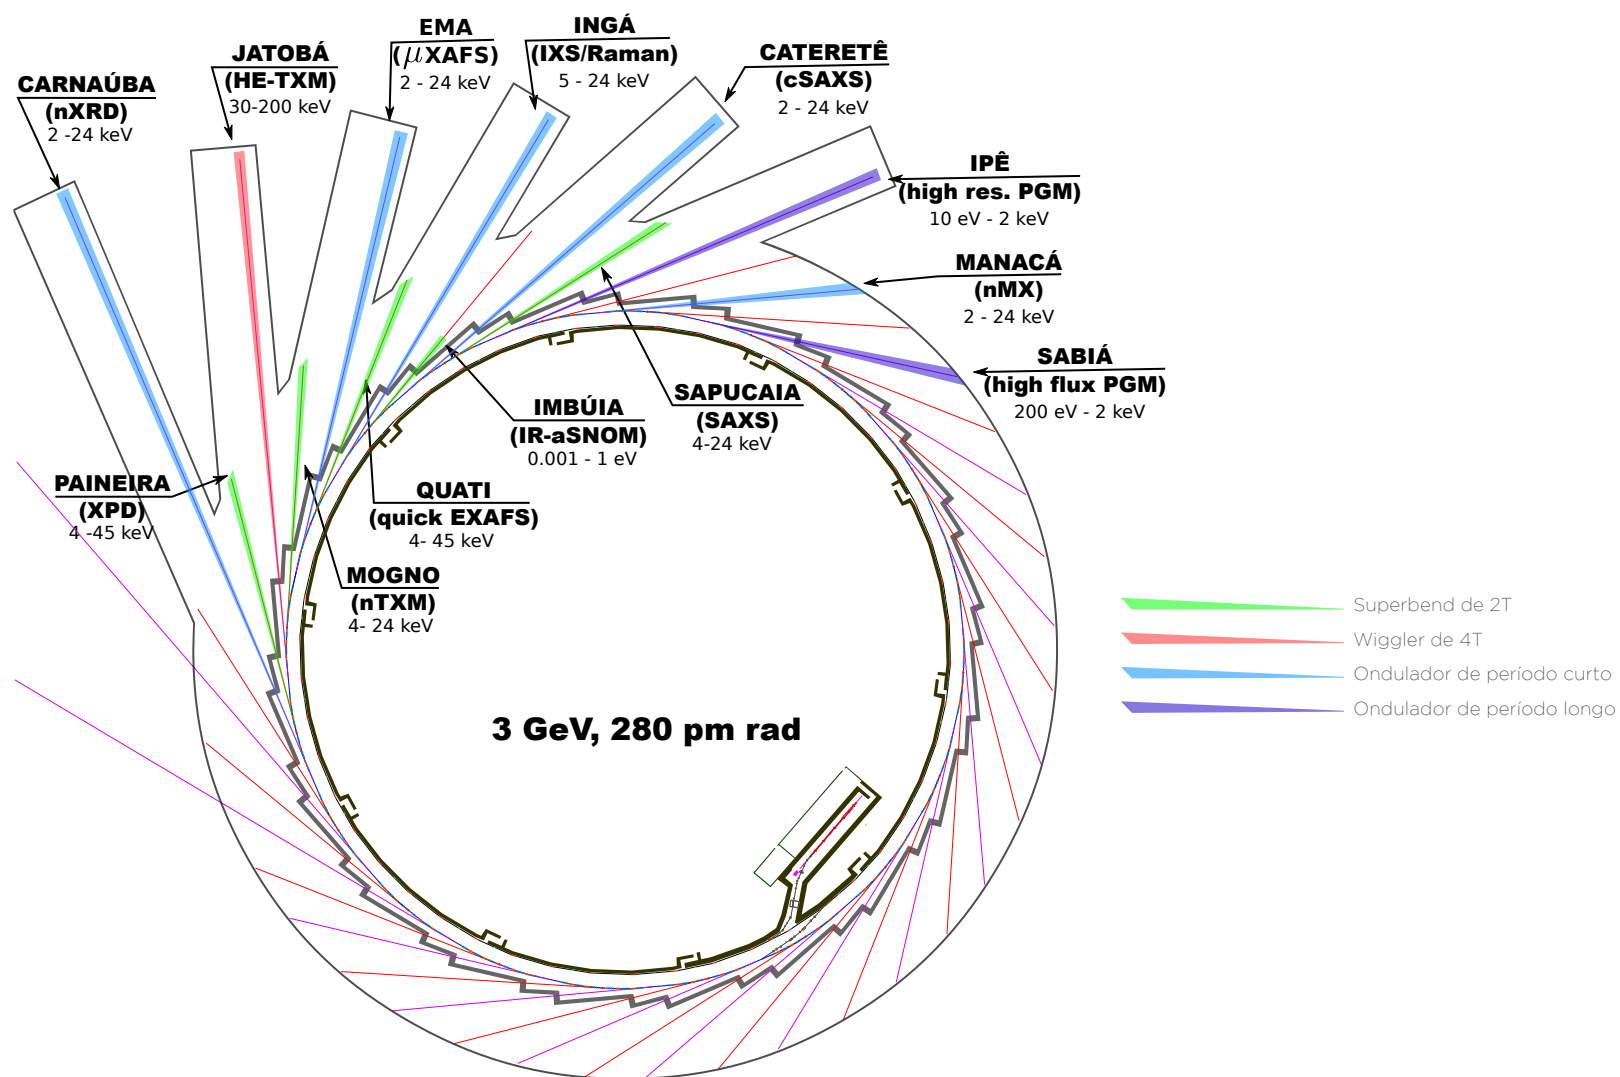 CARNAÚBA
(nXRD)
2 -24 keV
JATOBÁ
(HE-TXM)
30-200 keV
EMA
(μXAFS)
2 - 24 keV
INGÁ
(IXS/Raman)
5 - 24 keV
CATERETÊ
(cSAXS)
2 - 24 keV
IPÊ
(high res. PGM)
10 eV - 2 keV
MANACÁ
(nMX)
2 - 24 keV
SABIÁ
(high flux PGM)
200 eV - 2 keV
SAPUCAIA
(SAXS)
4-24 keV
IMBÚIA
(IR-aSNOM)
0.001 - 1 eV
QUATI
(quick EXAFS)
4- 45 keV
PAINEIRA
(XPD)
4 -45 keV
MOGNO
(nTXM)
4- 24 keV
3 GeV, 280 pm rad
Superbend de 2T
Wiggler de 4T
Ondulador de período curto
Ondulador de período longo